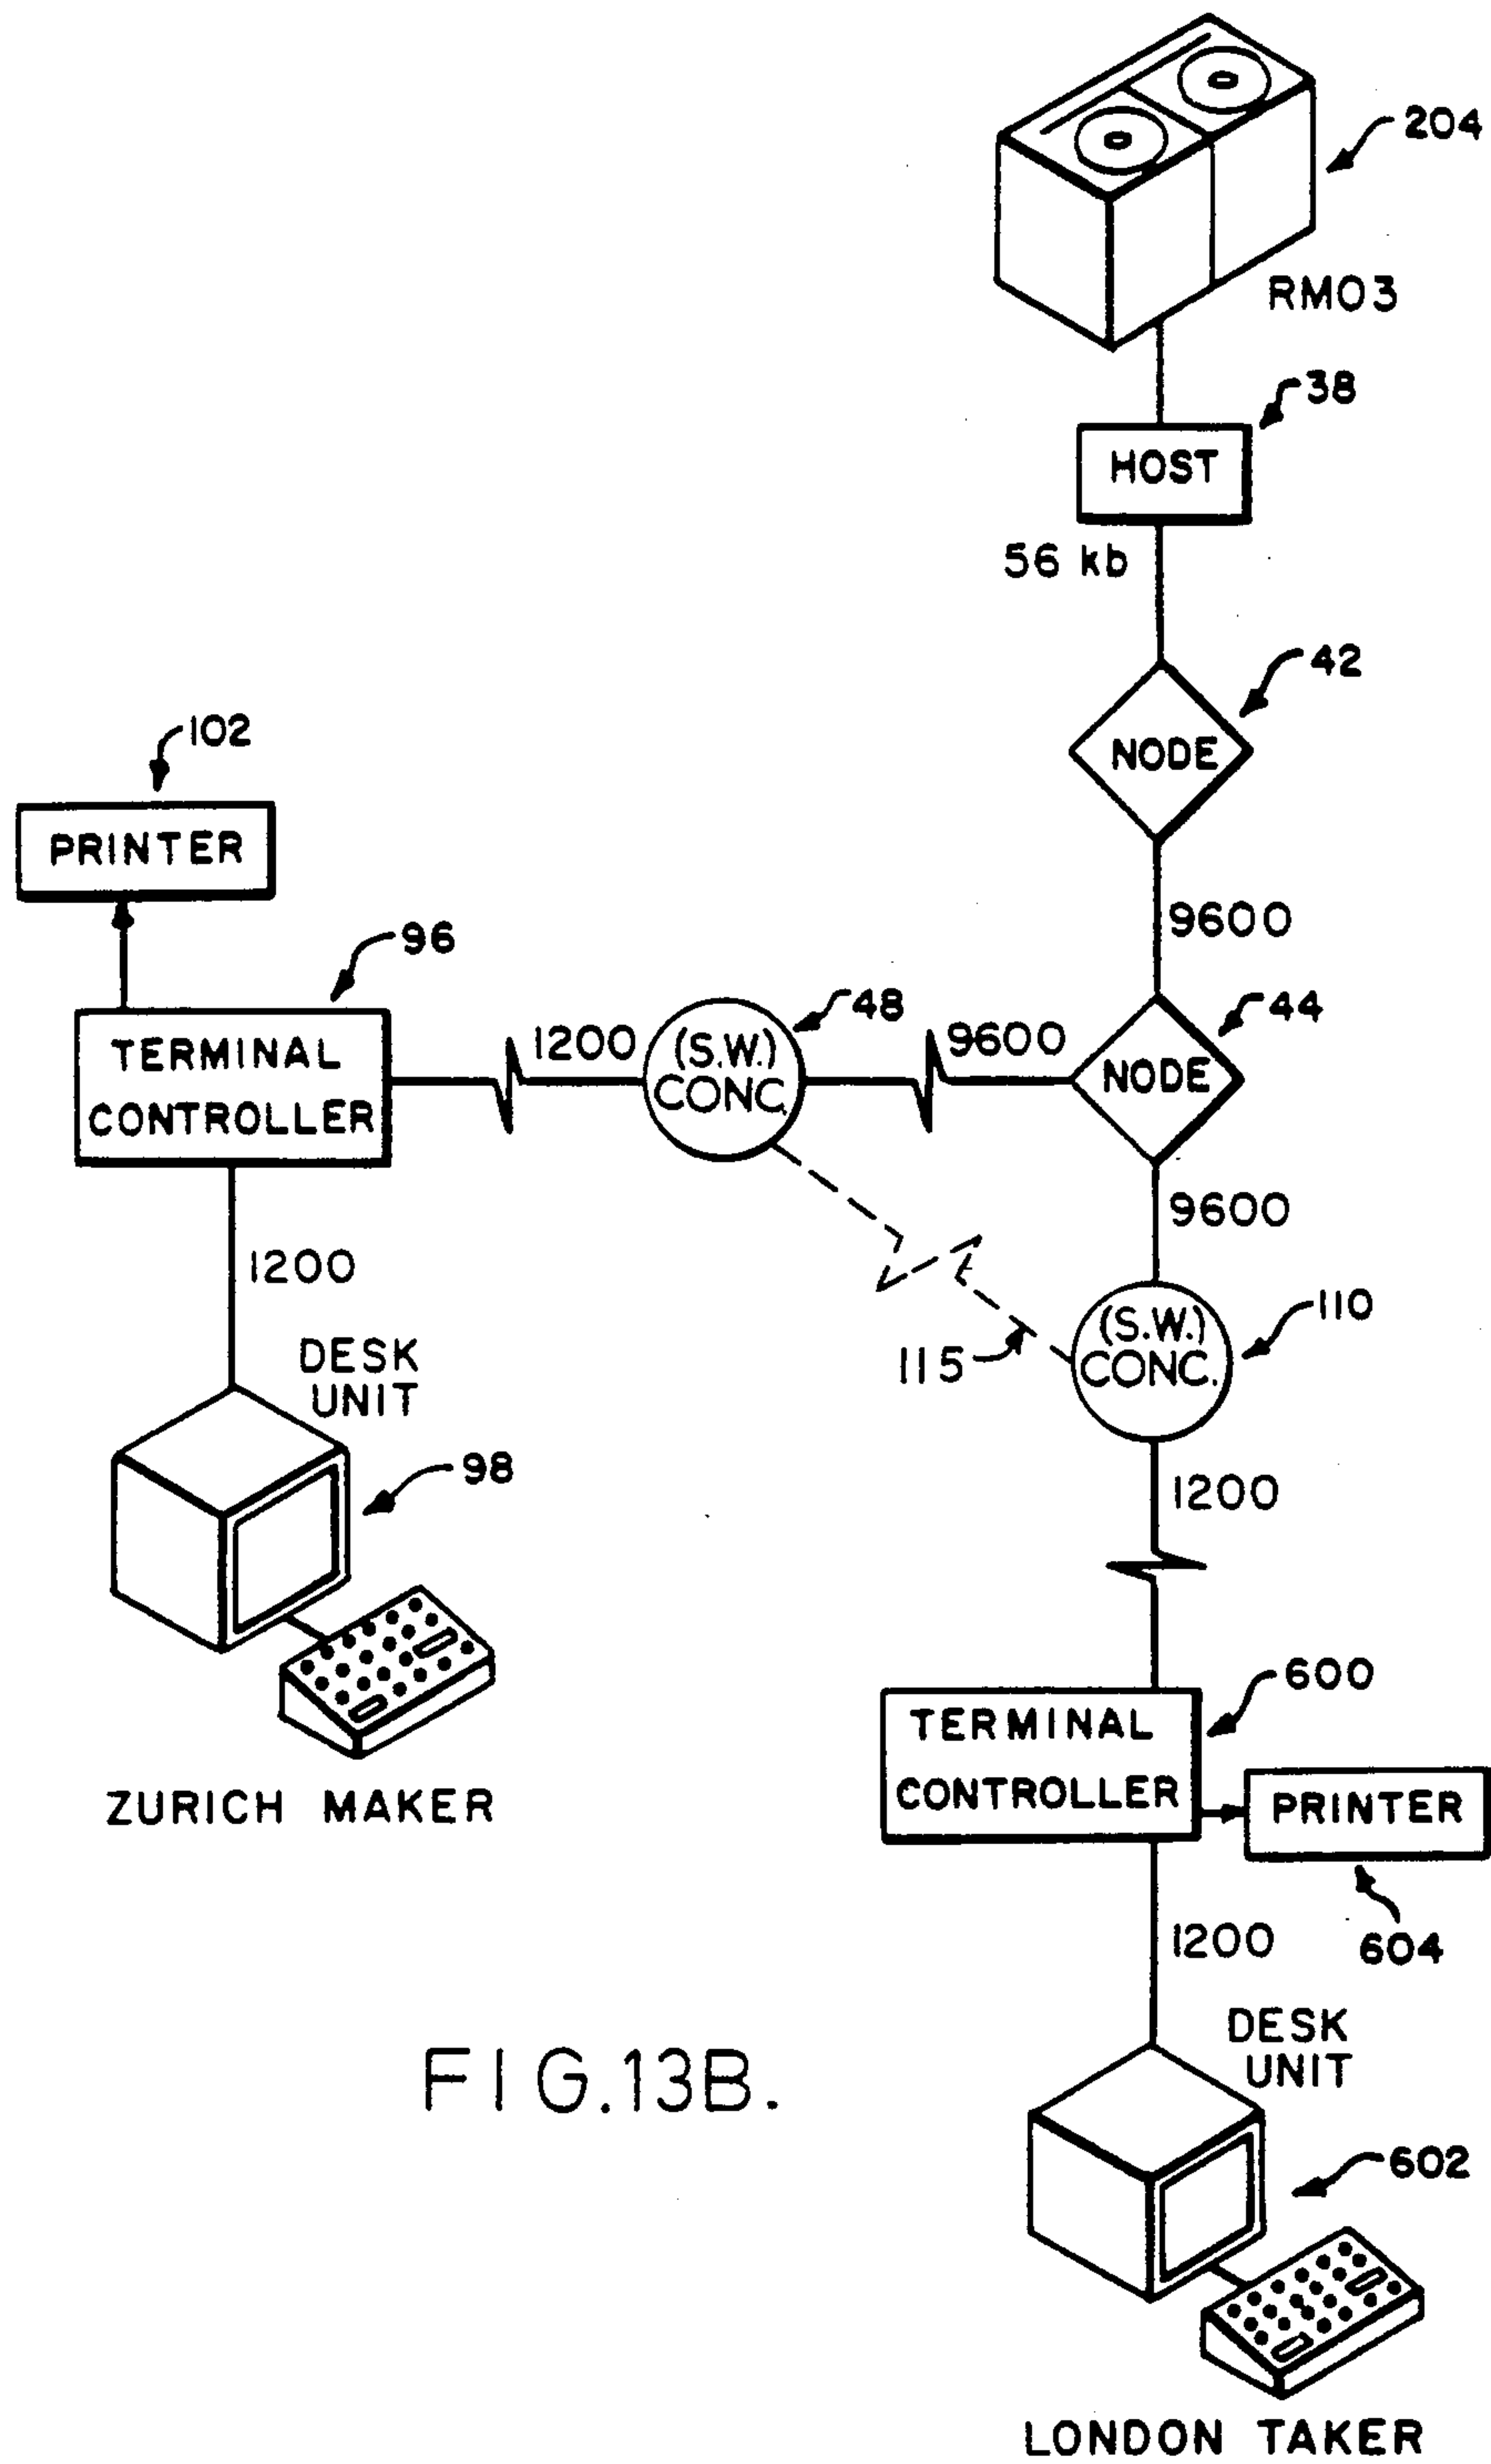 204
RM03
38
HOST
56 kb
42
NODE
102
PRINTER
9600
96
48
44
TERMINAL
CONTROLLER
1200
(S.W.)
CONC.
9600
NODE
9600
1200
110
(S.W.)
CONC.
115
DESK
UNIT
98
1200
600
TERMINAL
CONTROLLER
PRINTER
ZURICH MAKER
604
1200
DESK
UNIT
FIG.13B.
602
LONDON TAKER